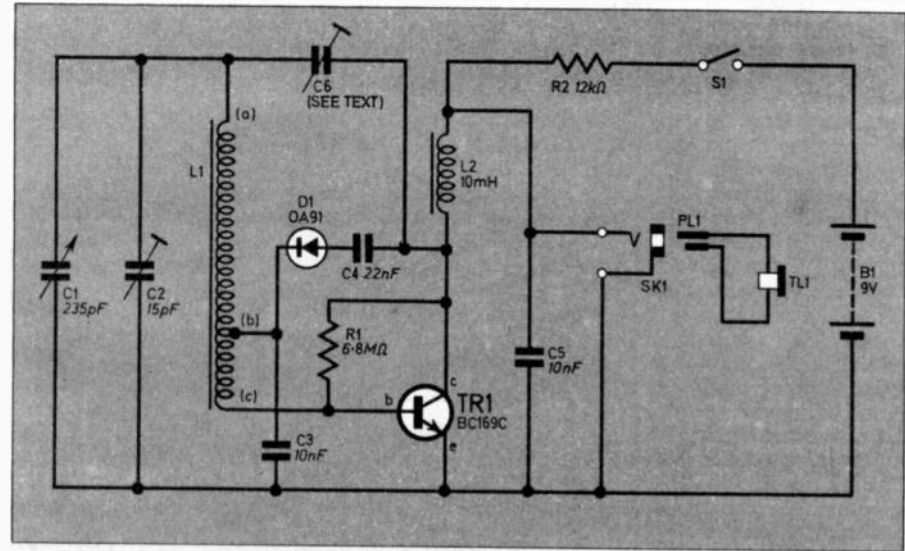 C6
(SEE TEXT)
R2 12kΩ
S1
(a)
L1
L2
10mH
D1
OA91
C4 22nF
PL1
SK1
TL1
B1
9V
C1
235pF
C2
15pF
(b)
R1
6·8MΩ
C5
10nF
(c)
b
c
TR1
BC169C
e
C3
10nF